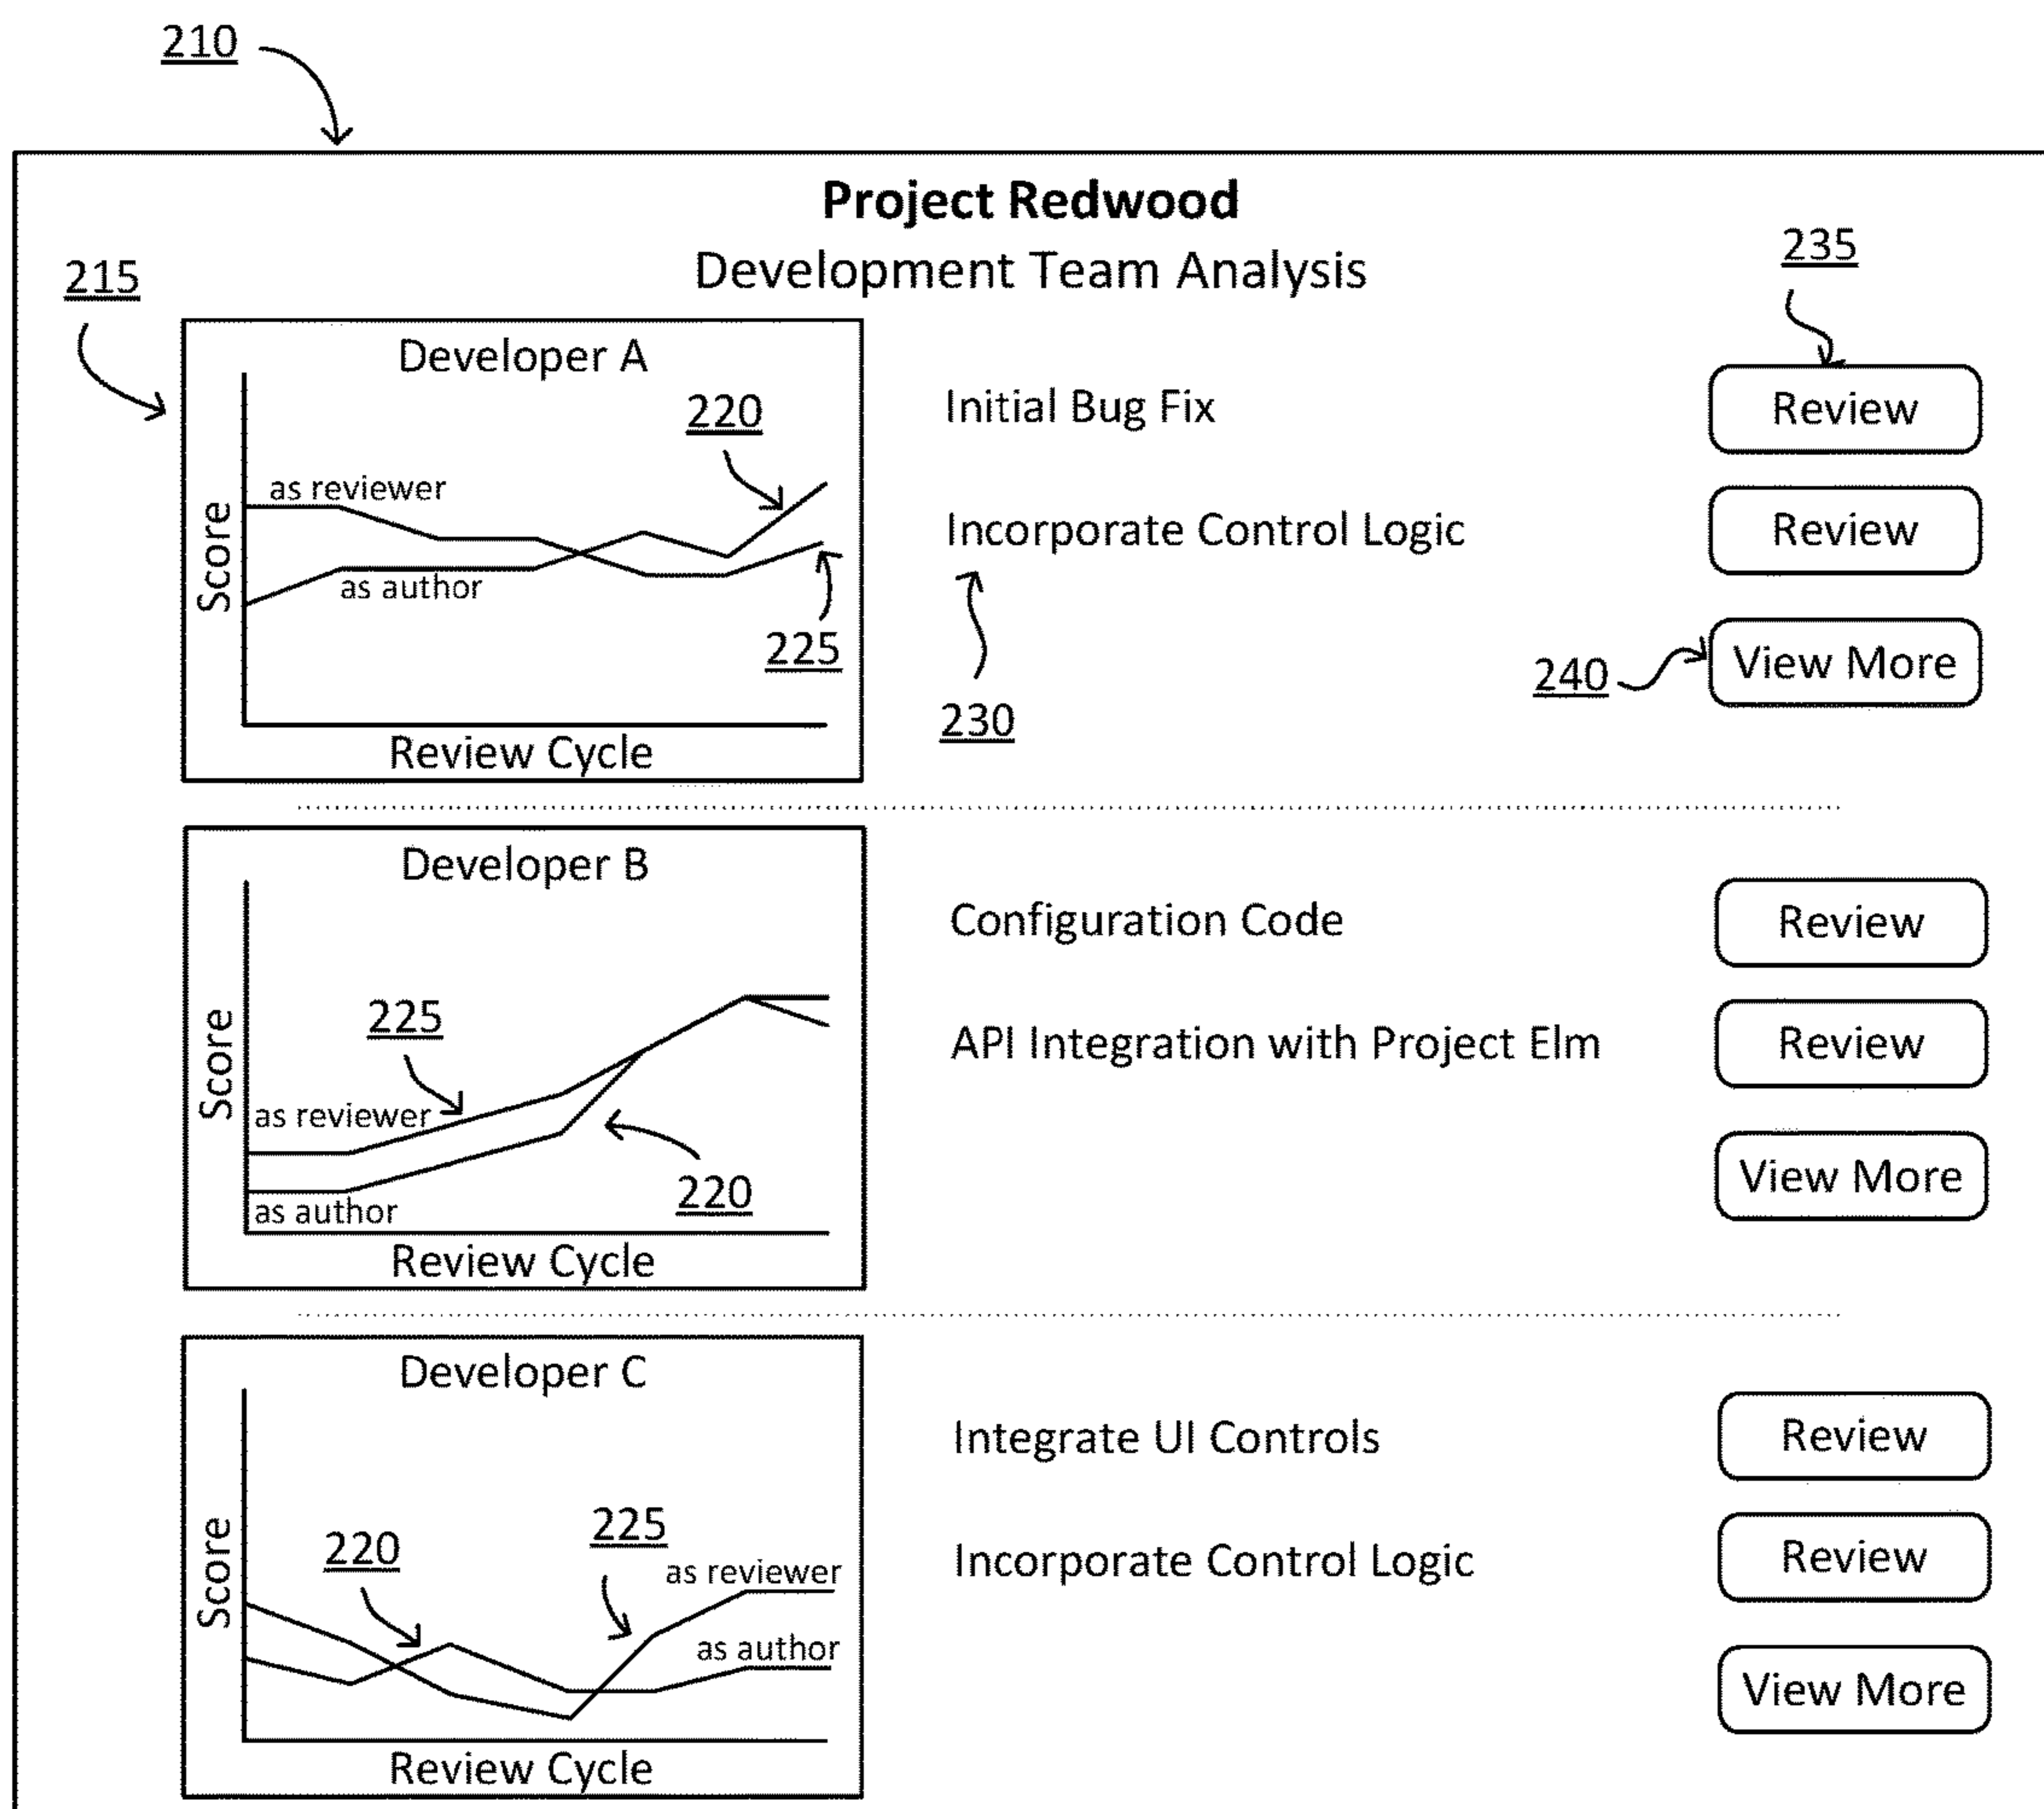 210
Project Redwood
235
215
Development Team Analysis
Developer A
220
Initial Bug Fix
Review
as reviewer
Incorporate Control Logic
Review
Score
as author
225
240
View More
230
Review Cycle
Developer B
Configuration Code
Review
225
API Integration with Project Elm
Review
Score
as reviewer
220
View More
as author
Review Cycle
Developer C
Integrate UI Controls
Review
220
225
Incorporate Control Logic
Review
Score
as reviewer
as author
View More
Review Cycle